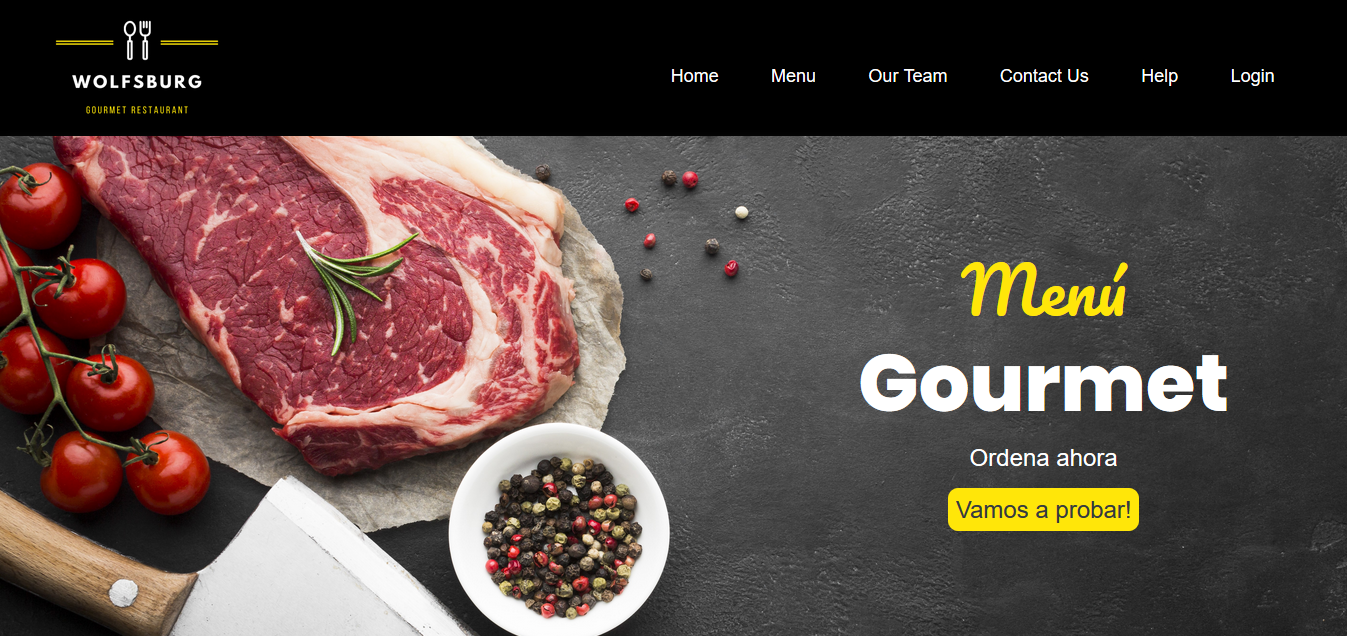 WOLFSBURG
GOURMET RESTAURANT
Home Menu Our Team Contact Us Help Login
Menú
Gourmet
Ordena ahora
Vamos a probar!